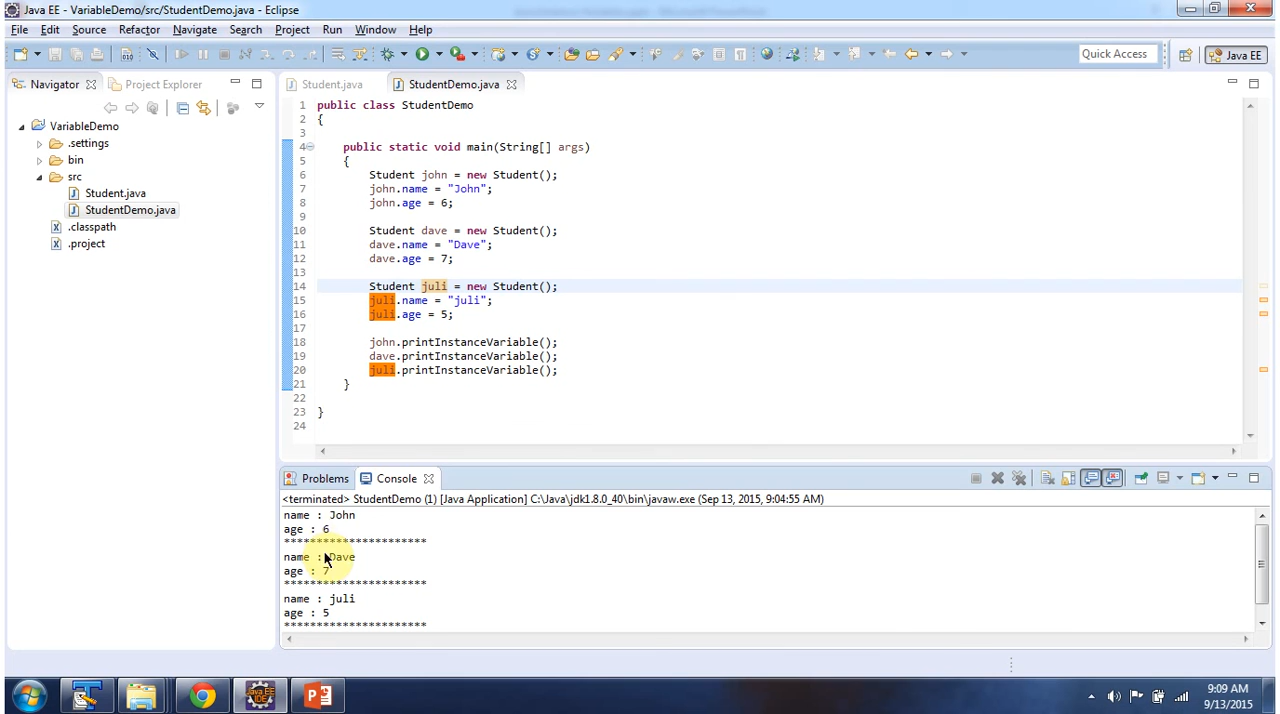 Java EE - VariableDemo/src/StudentDemo.java - Eclipse
File Edit Source Refactor Navigate Search Project Run Window Help
Quick Access Java EE
Navigator Project Explorer
VariableDemo
.settings
bin
src
Student.java
StudentDemo.java
.classpath
.project
Student.java StudentDemo.java
1 public class StudentDemo
2 {
3
4 public static void main(String[] args)
5 {
6 Student john = new Student();
7 john.name = "John";
8 john.age = 6;
9
10 Student dave = new Student();
11 dave.name = "Dave";
12 dave.age = 7;
13
14 Student juli = new Student();
15 juli.name = "juli";
16 juli.age = 5;
17
18 john.printInstanceVariable();
19 dave.printInstanceVariable();
20 juli.printInstanceVariable();
21 }
22
23 }
24
Problems Console
<terminated> StudentDemo (1) [Java Application] C:\Java\jdk1.8.0_40\bin\javaw.exe (Sep 13, 2015, 9:04:55 AM)
name : John
age : 6
**********************
name : Dave
age : 7
**********************
name : juli
age : 5
**********************
Java EE
IDE
9:09 AM
9/13/2015